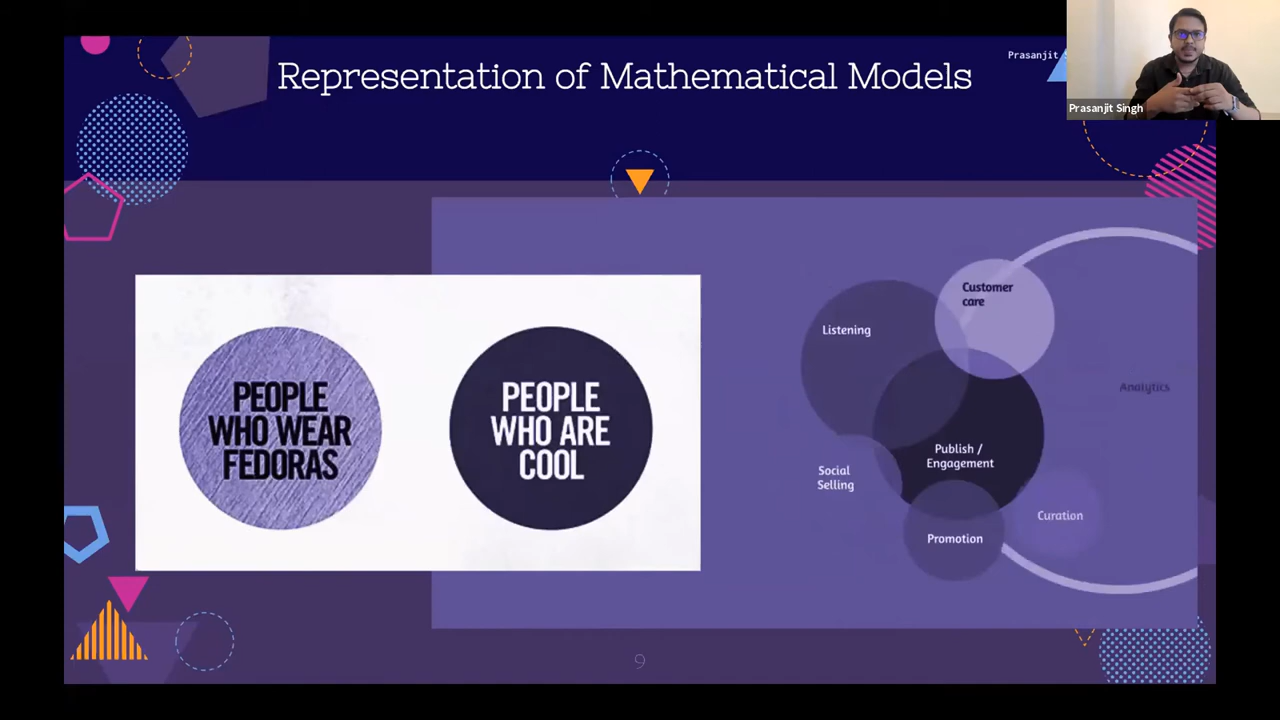 Representation of Mathematical Models
Prasanjit
Prasanjit Singh
PEOPLE
WHO WEAR
FEDORAS
PEOPLE
WHO ARE
COOL
Customer
care
Listening
Analytics
Publish /
Engagement
Social
Selling
Curation
Promotion
9